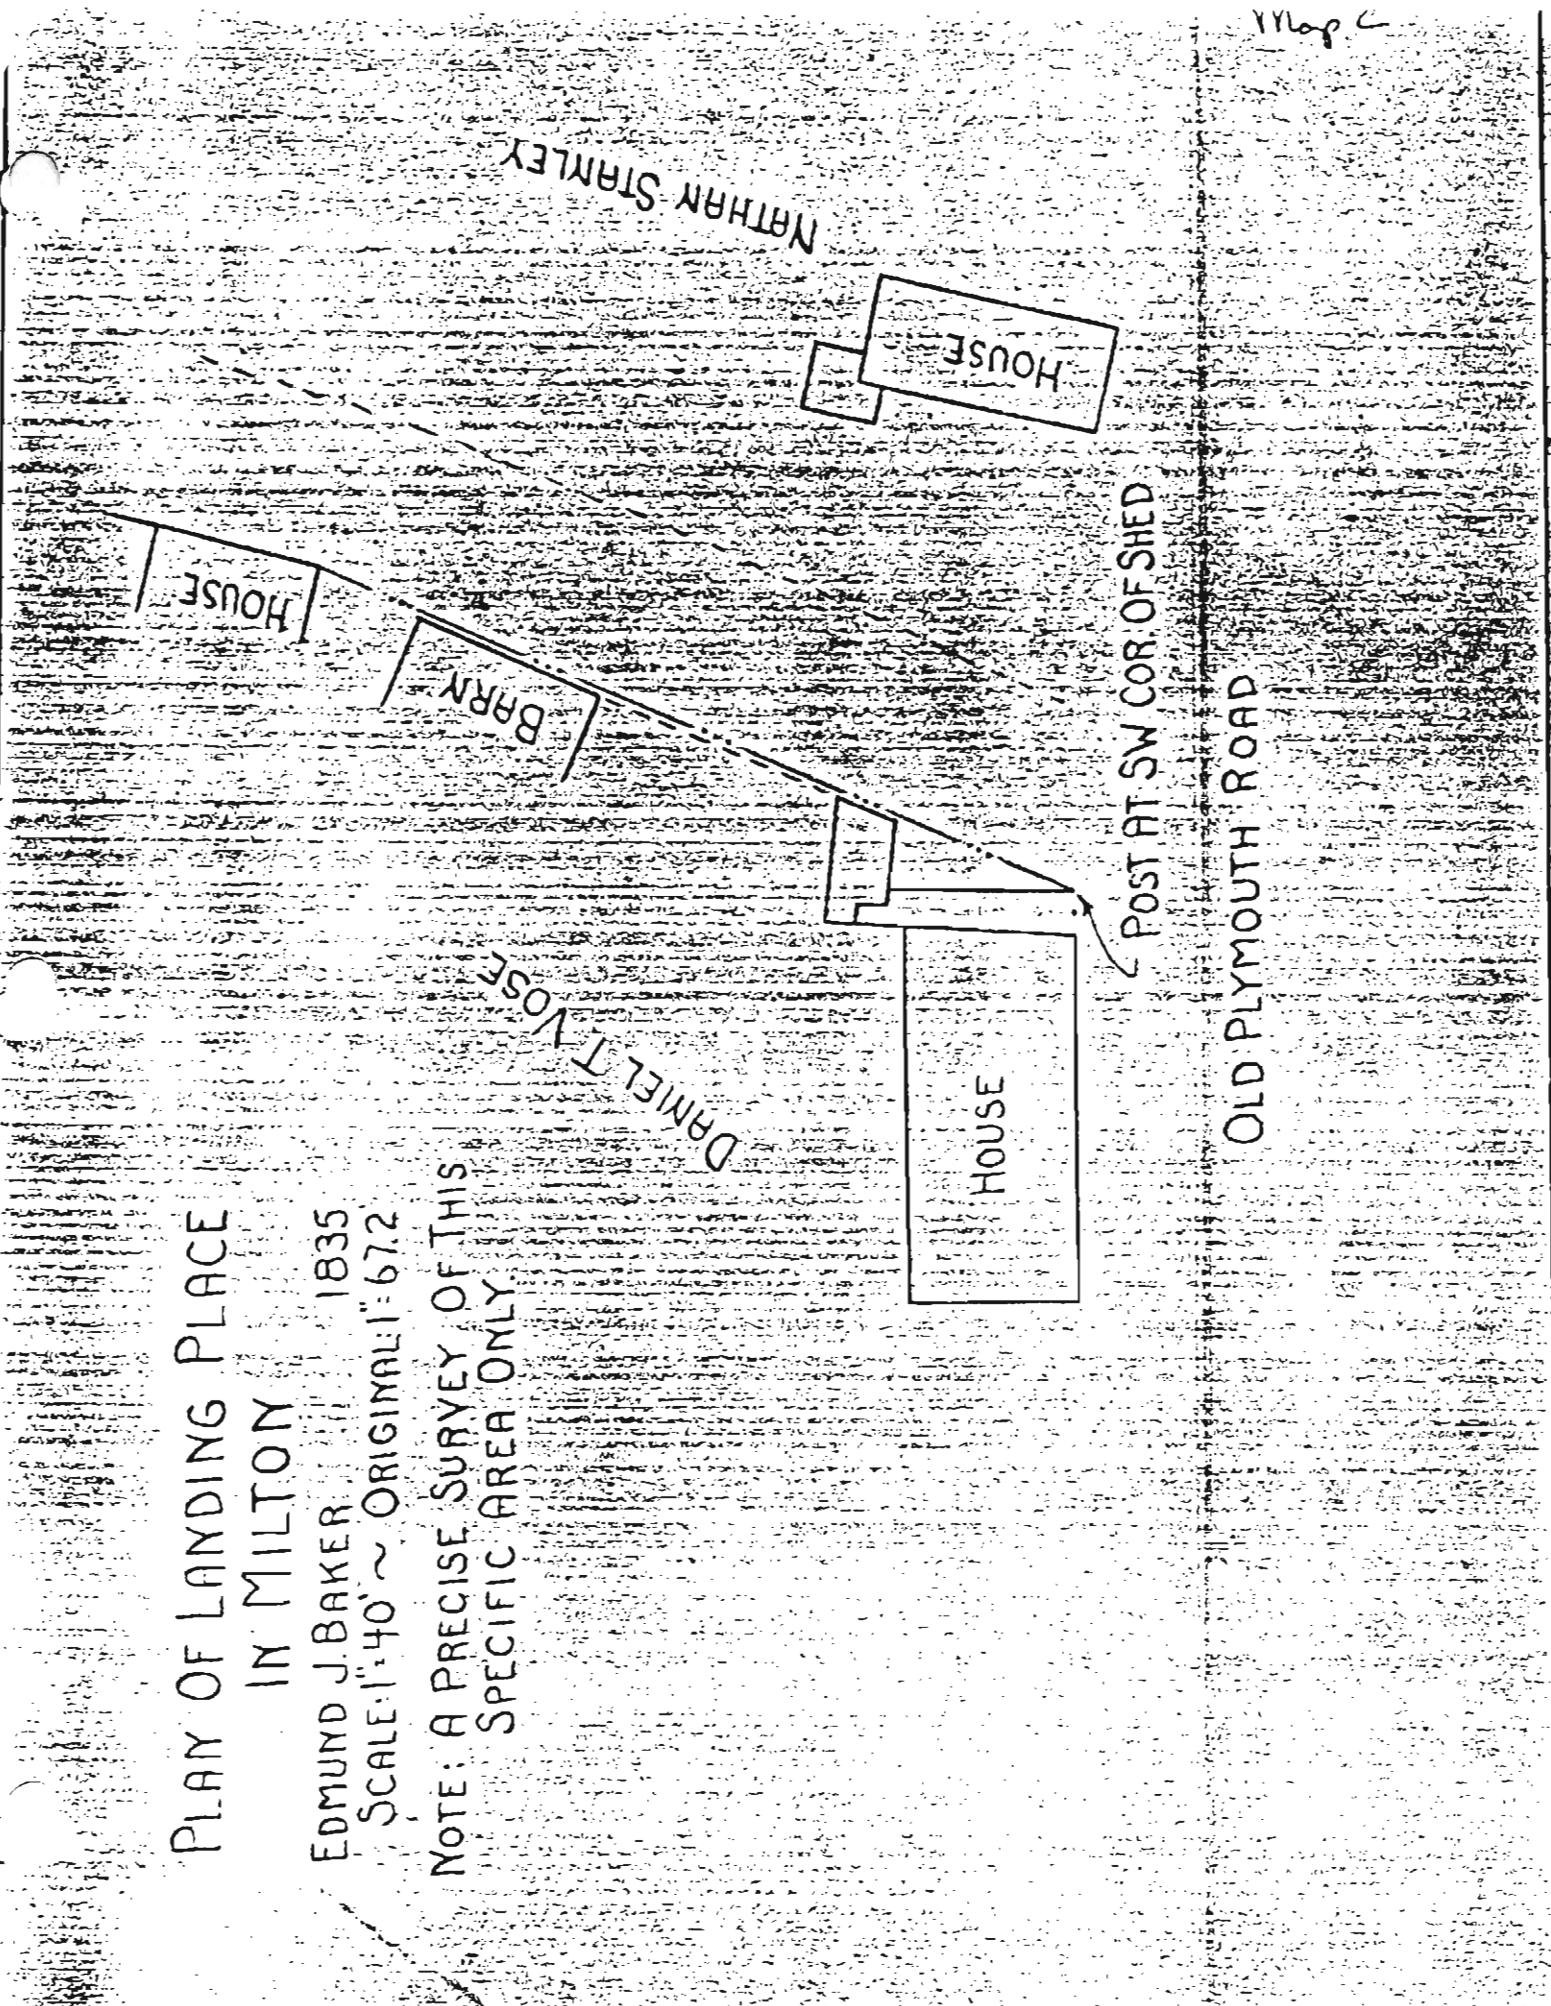 Map C
PLAN OF LANDING PLACE
IN MILTON
EDMUND J. BAKER 1835
SCALE: 1"=40' ~ ORIGINAL: 1"=67.2
NOTE: A PRECISE SURVEY OF THIS
SPECIFIC AREA ONLY.
HOUSE
BARN
NATHAN STANLEY
HOUSE
DANIEL T VOSE
HOUSE
POST AT SW COR. OF SHED
OLD PLYMOUTH ROAD